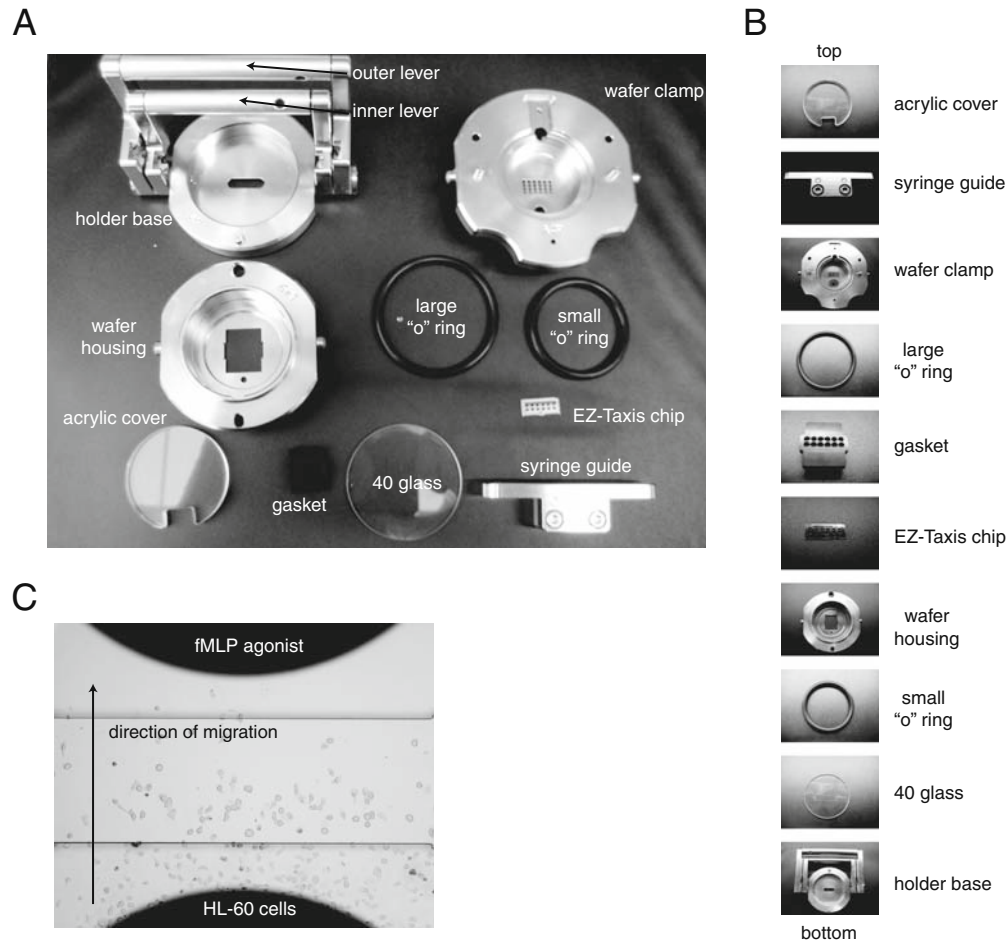 A
outer lever
inner lever
wafer clamp
holder base
large
“o” ring
small
“o” ring
wafer
housing
EZ-Taxis chip
acrylic cover
gasket
40 glass
syringe guide
B
top
acrylic cover
syringe guide
wafer clamp
large
“o” ring
gasket
EZ-Taxis chip
wafer
housing
small
“o” ring
40 glass
holder base
bottom
C
fMLP agonist
direction of migration
HL-60 cells